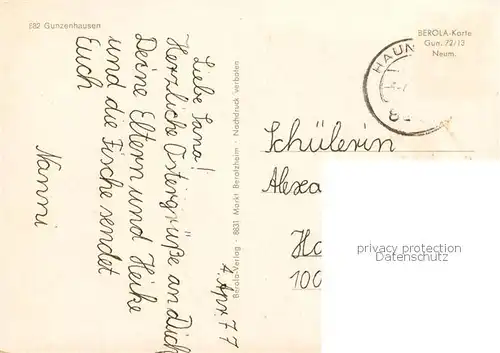 882 Gunzenhausen
BEROLA-Karte
Gun. 72/13
Neum.
HAUN
4. Apr. 77
Liebe Jana!
Herzliche Ostergrüße an Dich
Deine Eltern und Heike
und die Fische sendet
Euch
Nanni
Berola-Verlag · 8831 Markt Berolzheim · Nachdruck verboten
Schülerin
Alexa
Ha
100
privacy protection
Datenschutz